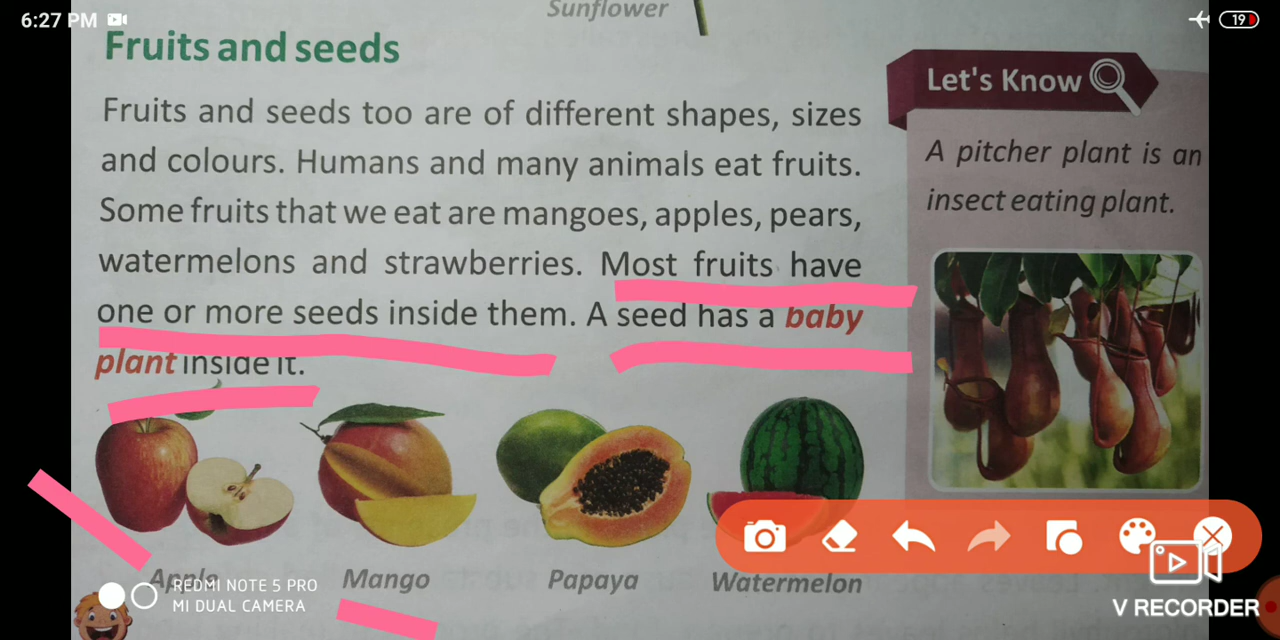 6:27 PM
19
Sunflower
Fruits and seeds
Fruits and seeds too are of different shapes, sizes
and colours. Humans and many animals eat fruits.
Some fruits that we eat are mangoes, apples, pears,
watermelons and strawberries. Most fruits have
one or more seeds inside them. A seed has a baby
plant inside it.
Apple
Mango
Papaya
Watermelon
Let's Know
A pitcher plant is an
insect eating plant.
REDMI NOTE 5 PRO
MI DUAL CAMERA
V RECORDER